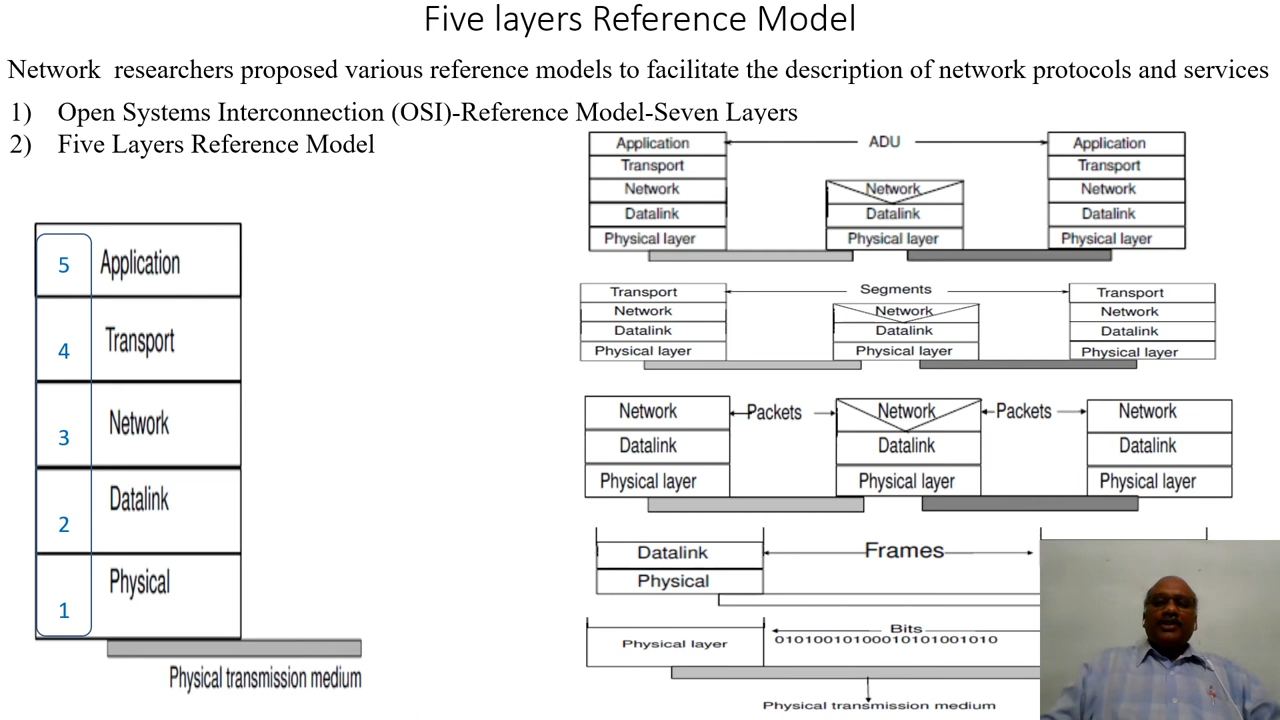 Five layers Reference Model
Network researchers proposed various reference models to facilitate the description of network protocols and services
1) Open Systems Interconnection (OSI)-Reference Model-Seven Layers
2) Five Layers Reference Model
5 Application
4 Transport
3 Network
2 Datalink
1 Physical
Physical transmission medium
Application ADU Application
Transport Transport
Network Network Network
Datalink Datalink Datalink
Physical layer Physical layer Physical layer
Transport Segments Transport
Network Network Network
Datalink Datalink Datalink
Physical layer Physical layer Physical layer
Network Packets Network Packets Network
Datalink Datalink Datalink
Physical layer Physical layer Physical layer
Datalink Frames
Physical
Physical layer Bits
01010010100010101001010
Physical transmission medium